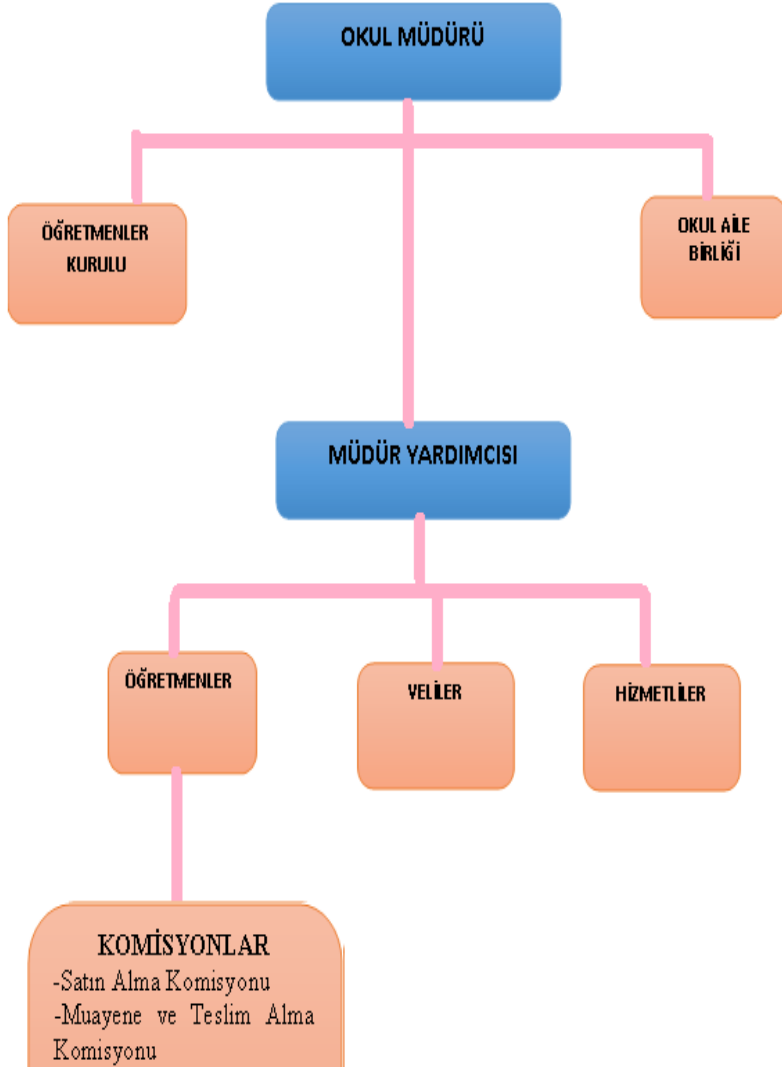 OKUL MÜDÜRÜ
ÖĞRETMENLER
KURULU
OKUL AİLE
BİRLİĞİ
MÜDÜR YARDIMCISI
ÖĞRETMENLER
VELİLER
HİZMETLİLER
KOMİSYONLAR
-Satın Alma Komisyonu
-Muayene ve Teslim Alma
Komisyonu